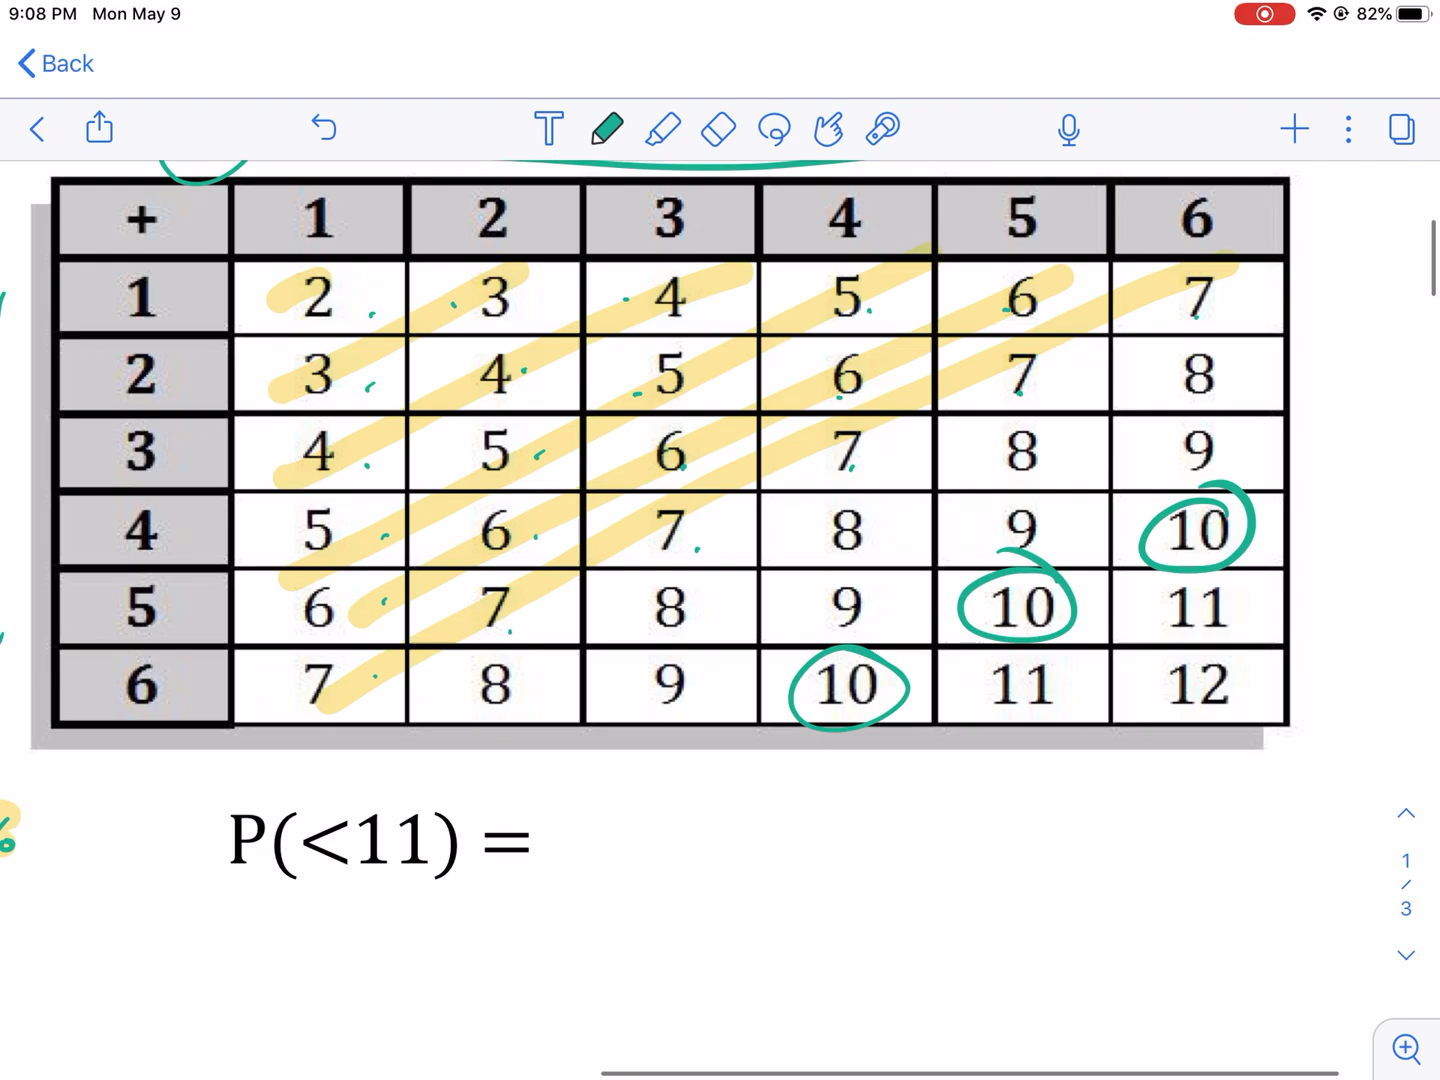 9:08 PM Mon May 9 82%
Back
+ 1 2 3 4 5 6
1 2 3 4 5 6 7
2 3 4 5 6 7 8
3 4 5 6 7 8 9
4 5 6 7 8 9 10
5 6 7 8 9 10 11
6 7 8 9 10 11 12
P(<11) =
1
/
3